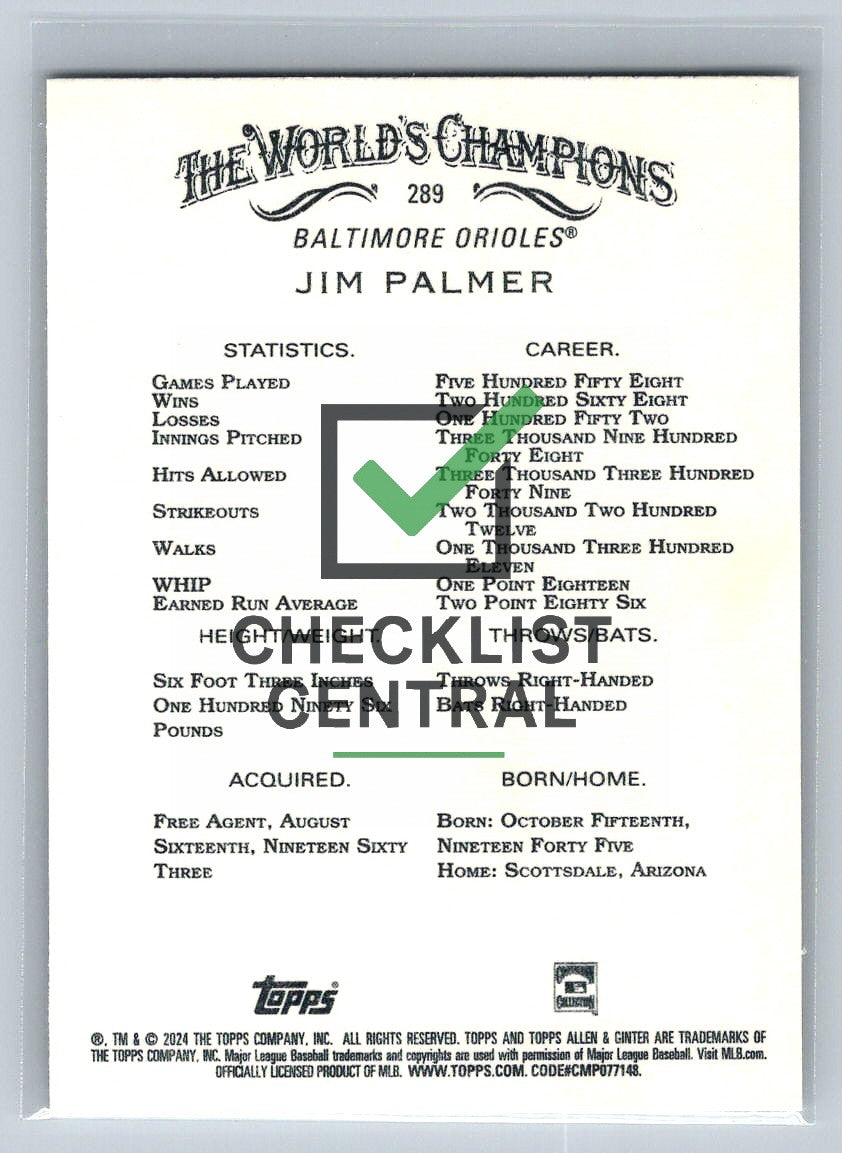 THE WORLD'S CHAMPIONS
289
BALTIMORE ORIOLES®
JIM PALMER
STATISTICS. CAREER.
GAMES PLAYED FIVE HUNDRED FIFTY EIGHT
WINS TWO HUNDRED SIXTY EIGHT
LOSSES ONE HUNDRED FIFTY TWO
INNINGS PITCHED THREE THOUSAND NINE HUNDRED
FORTY EIGHT
HITS ALLOWED THREE THOUSAND THREE HUNDRED
FORTY NINE
STRIKEOUTS TWO THOUSAND TWO HUNDRED
TWELVE
WALKS ONE THOUSAND THREE HUNDRED
ELEVEN
WHIP ONE POINT EIGHTEEN
EARNED RUN AVERAGE TWO POINT EIGHTY SIX
HEIGHT/WEIGHT. THROWS/BATS.
CHECKLIST
SIX FOOT THREE INCHES THROWS RIGHT-HANDED
ONE HUNDRED NINETY SIX BATS RIGHT-HANDED
CENTRAL
POUNDS
ACQUIRED. BORN/HOME.
FREE AGENT, AUGUST BORN: OCTOBER FIFTEENTH,
SIXTEENTH, NINETEEN SIXTY NINETEEN FORTY FIVE
THREE HOME: SCOTTSDALE, ARIZONA
topps®
COLLECTION
®, TM & © 2024 THE TOPPS COMPANY, INC. ALL RIGHTS RESERVED. TOPPS AND TOPPS ALLEN & GINTER ARE TRADEMARKS OF
THE TOPPS COMPANY, INC. Major League Baseball trademarks and copyrights are used with permission of Major League Baseball. Visit MLB.com.
OFFICIALLY LICENSED PRODUCT OF MLB. WWW.TOPPS.COM. CODE#CMP077148.